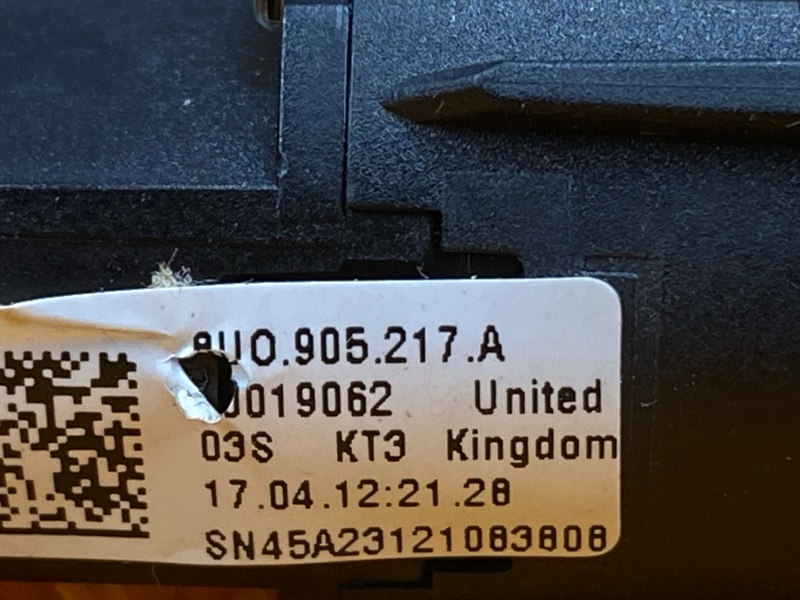 8U0.905.217.A
0019062 United
03S KT3 Kingdom
17.04.12:21.28
SN45A23121083808